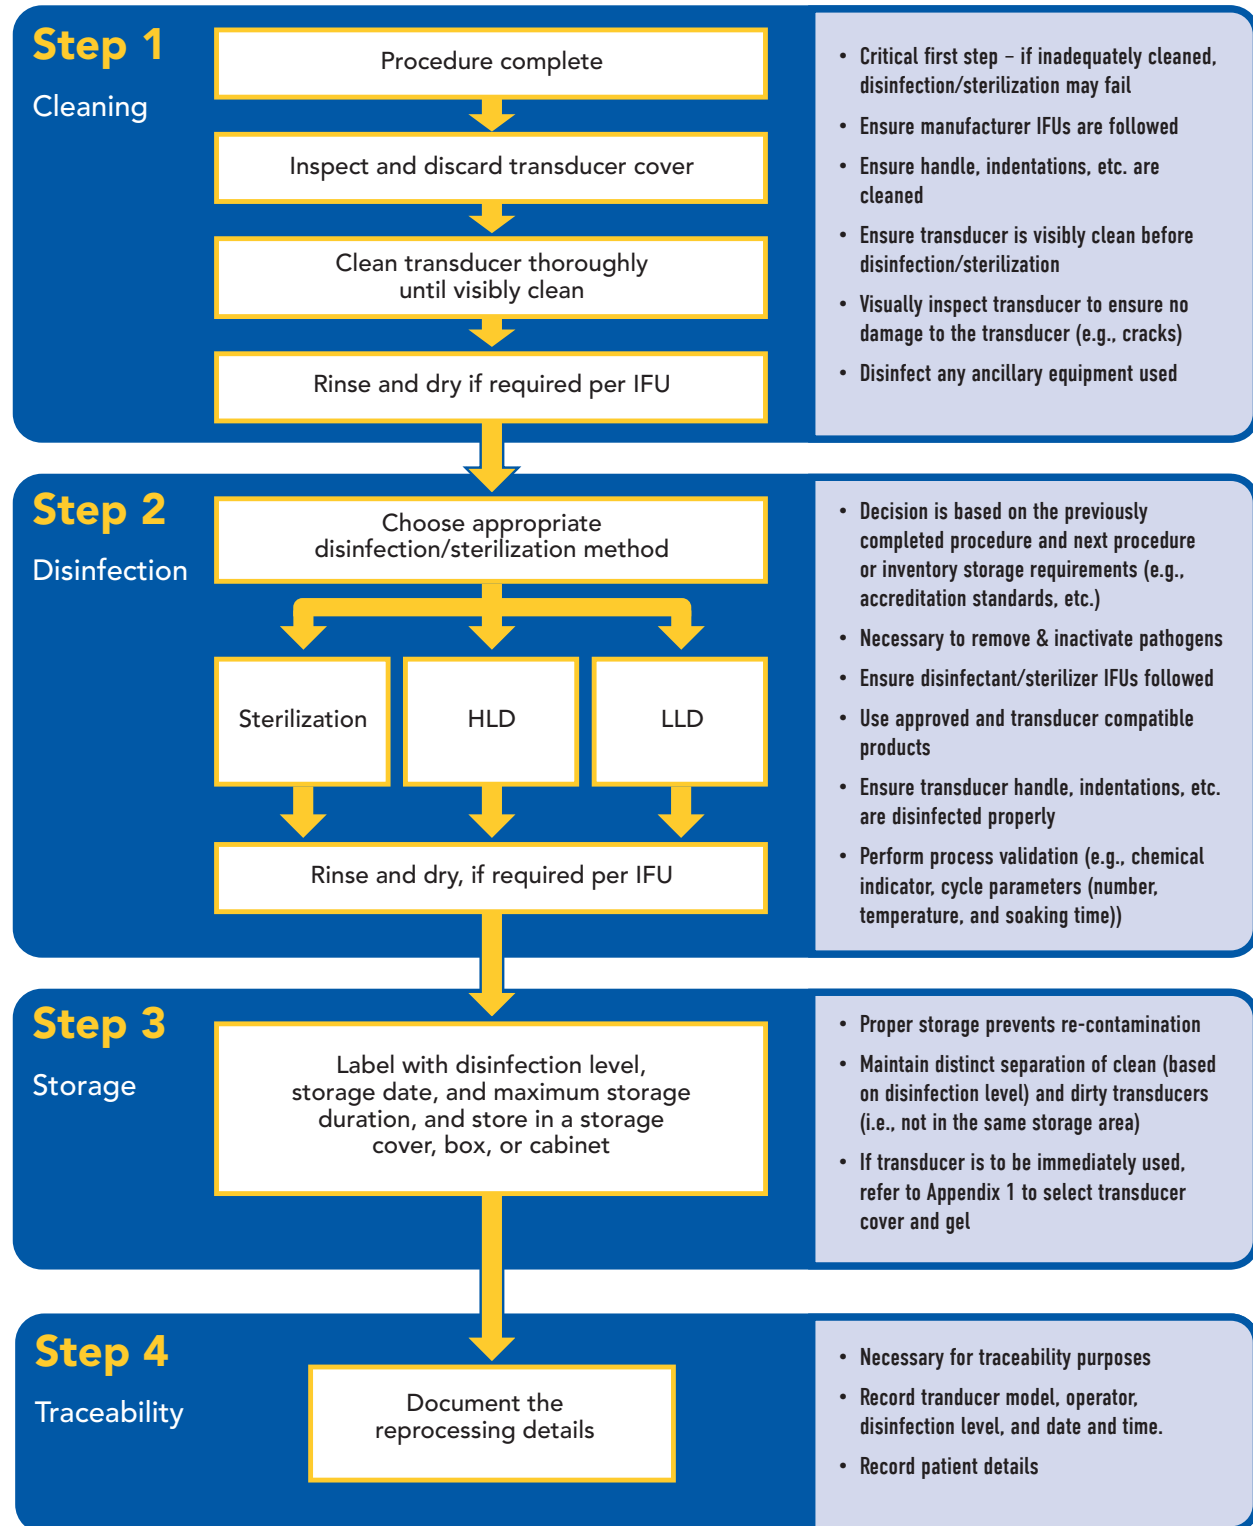 Step 1
Cleaning
Procedure complete
Inspect and discard transducer cover
Clean transducer thoroughly
until visibly clean
Rinse and dry if required per IFU
• Critical first step – if inadequately cleaned,
disinfection/sterilization may fail
• Ensure manufacturer IFUs are followed
• Ensure handle, indentations, etc. are
cleaned
• Ensure transducer is visibly clean before
disinfection/sterilization
• Visually inspect transducer to ensure no
damage to the transducer (e.g., cracks)
• Disinfect any ancillary equipment used
Step 2
Disinfection
Choose appropriate
disinfection/sterilization method
Sterilization
HLD
LLD
Rinse and dry, if required per IFU
• Decision is based on the previously
completed procedure and next procedure
or inventory storage requirements (e.g.,
accreditation standards, etc.)
• Necessary to remove & inactivate pathogens
• Ensure disinfectant/sterilizer IFUs followed
• Use approved and transducer compatible
products
• Ensure transducer handle, indentations, etc.
are disinfected properly
• Perform process validation (e.g., chemical
indicator, cycle parameters (number,
temperature, and soaking time))
Step 3
Storage
Label with disinfection level,
storage date, and maximum storage
duration, and store in a storage
cover, box, or cabinet
• Proper storage prevents re-contamination
• Maintain distinct separation of clean (based
on disinfection level) and dirty transducers
(i.e., not in the same storage area)
• If transducer is to be immediately used,
refer to Appendix 1 to select transducer
cover and gel
Step 4
Traceability
Document the
reprocessing details
• Necessary for traceability purposes
• Record tranducer model, operator,
disinfection level, and date and time.
• Record patient details